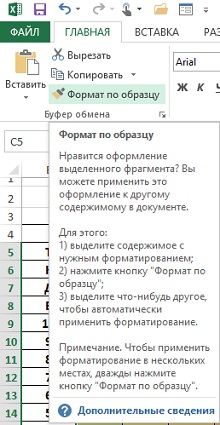 ФАЙЛ ГЛАВНАЯ ВСТАВКА РАЗ
Вставить
Вырезать
Копировать
Формат по образцу
Буфер обмена
Arial
Ж К
C5
Формат по образцу
Нравится оформление
выделенного фрагмента? Вы
можете применить это
оформление к другому
содержимому в документе.
Для этого:
1) выделите содержимое с
нужным форматированием;
2) нажмите кнопку "Формат по
образцу";
3) выделите что-нибудь другое,
чтобы автоматически
применить форматирование.
Примечание. Чтобы применить
форматирование в нескольких
местах, дважды нажмите
кнопку "Формат по образцу".
Дополнительные сведения
1
2
3
4
5
6
7
8
9
10
11
12
13
14